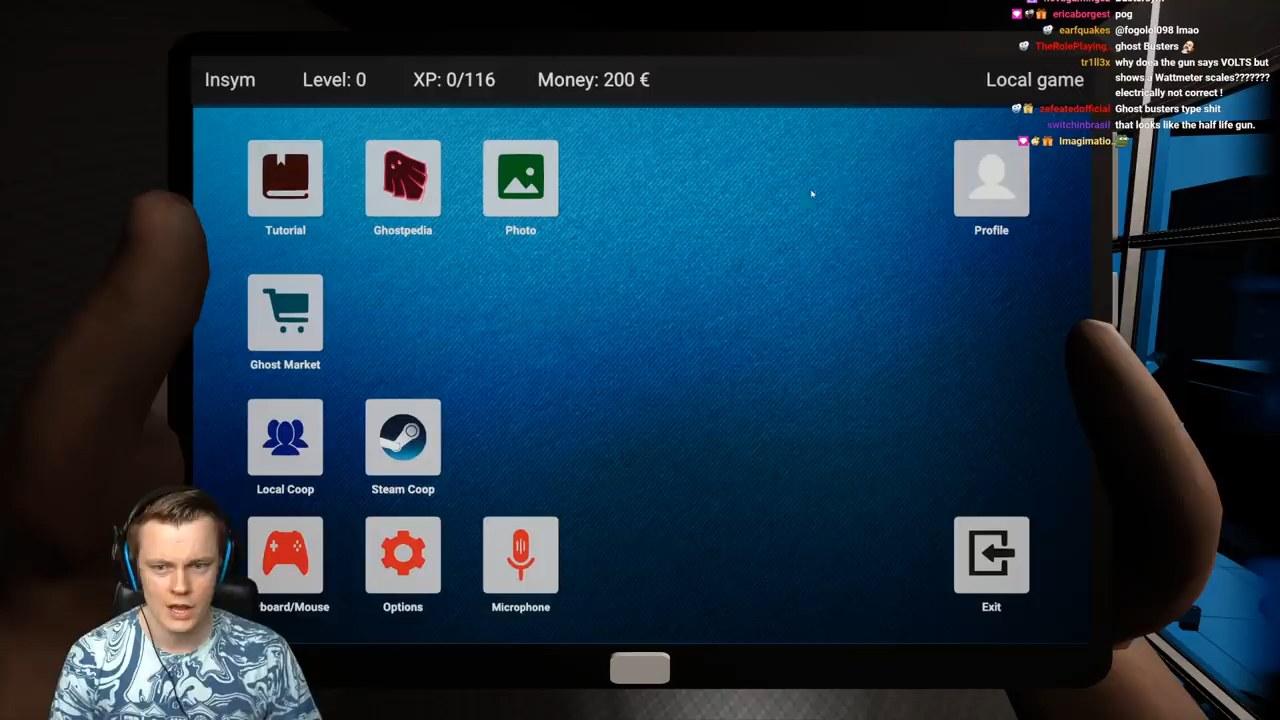 Insym Level: 0 XP: 0/116 Money: 200 € Local game
Tutorial Ghostpedia Photo Profile
Ghost Market
Local Coop Steam Coop
board/Mouse Options Microphone Exit
ericaborgest pog
earfquakes @fogolol098 lmao
TheRolePlaying.. ghost Busters
tr1ll3x why doea the gun says VOLTS but
shows a Wattmeter scales???????
electrically not correct !
zefeatedofficial Ghost busters type shit
switchinbrasil that looks like the half life gun.
Imagimatio..